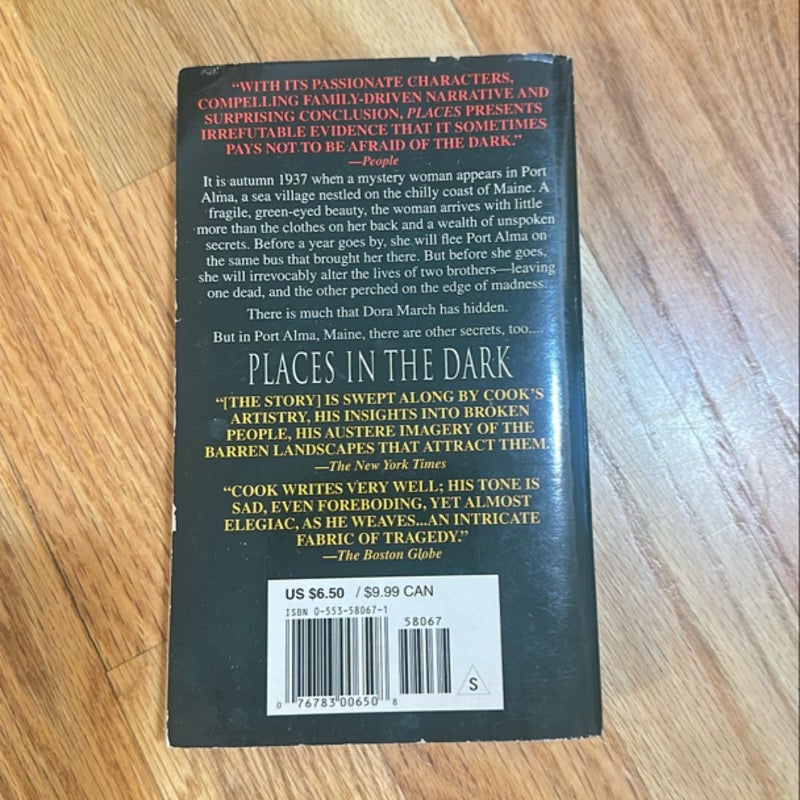 “WITH ITS PASSIONATE CHARACTERS,
COMPELLING FAMILY-DRIVEN NARRATIVE AND
SURPRISING CONCLUSION, PLACES PRESENTS
IRREFUTABLE EVIDENCE THAT IT SOMETIMES
PAYS NOT TO BE AFRAID OF THE DARK.”
—People
It is autumn 1937 when a mystery woman appears in Port
Alma, a sea village nestled on the chilly coast of Maine. A
fragile, green-eyed beauty, the woman arrives with little
more than the clothes on her back and a wealth of unspoken
secrets. Before a year goes by, she will flee Port Alma on
the same bus that brought her there. But before she goes,
she will irrevocably alter the lives of two brothers—leaving
one dead, and the other perched on the edge of madness.
There is much that Dora March has hidden.
But in Port Alma, Maine, there are other secrets, too....
PLACES IN THE DARK
“[THE STORY] IS SWEPT ALONG BY COOK’S
ARTISTRY, HIS INSIGHTS INTO BROKEN
PEOPLE, HIS AUSTERE IMAGERY OF THE
BARREN LANDSCAPES THAT ATTRACT THEM.
—The New York Times
“COOK WRITES VERY WELL; HIS TONE IS
SAD, EVEN FOREBODING, YET ALMOST
ELEGIAC, AS HE WEAVES...AN INTRICATE
FABRIC OF TRAGEDY.”
—The Boston Globe
US $6.50 / $9.99 CAN
ISBN 0-553-58067-1
58067
S
0 76783 00650 8